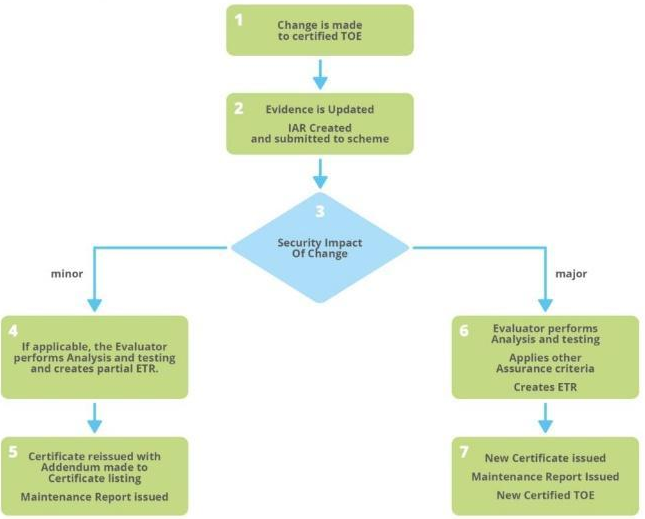 1
Change is made
to certified TOE
2
Evidence is Updated
IAR Created
and submitted to scheme
3
Security Impact
Of Change
minor
major
4
If applicable, the Evaluator
performs Analysis and testing
and creates partial ETR.
6
Evaluator performs
Analysis and testing
Applies other
Assurance criteria
Creates ETR
5
Certificate reissued with
Addendum made to
Certificate listing
Maintenance Report issued
7
New Certificate issued
Maintenance Report Issued
New Certified TOE